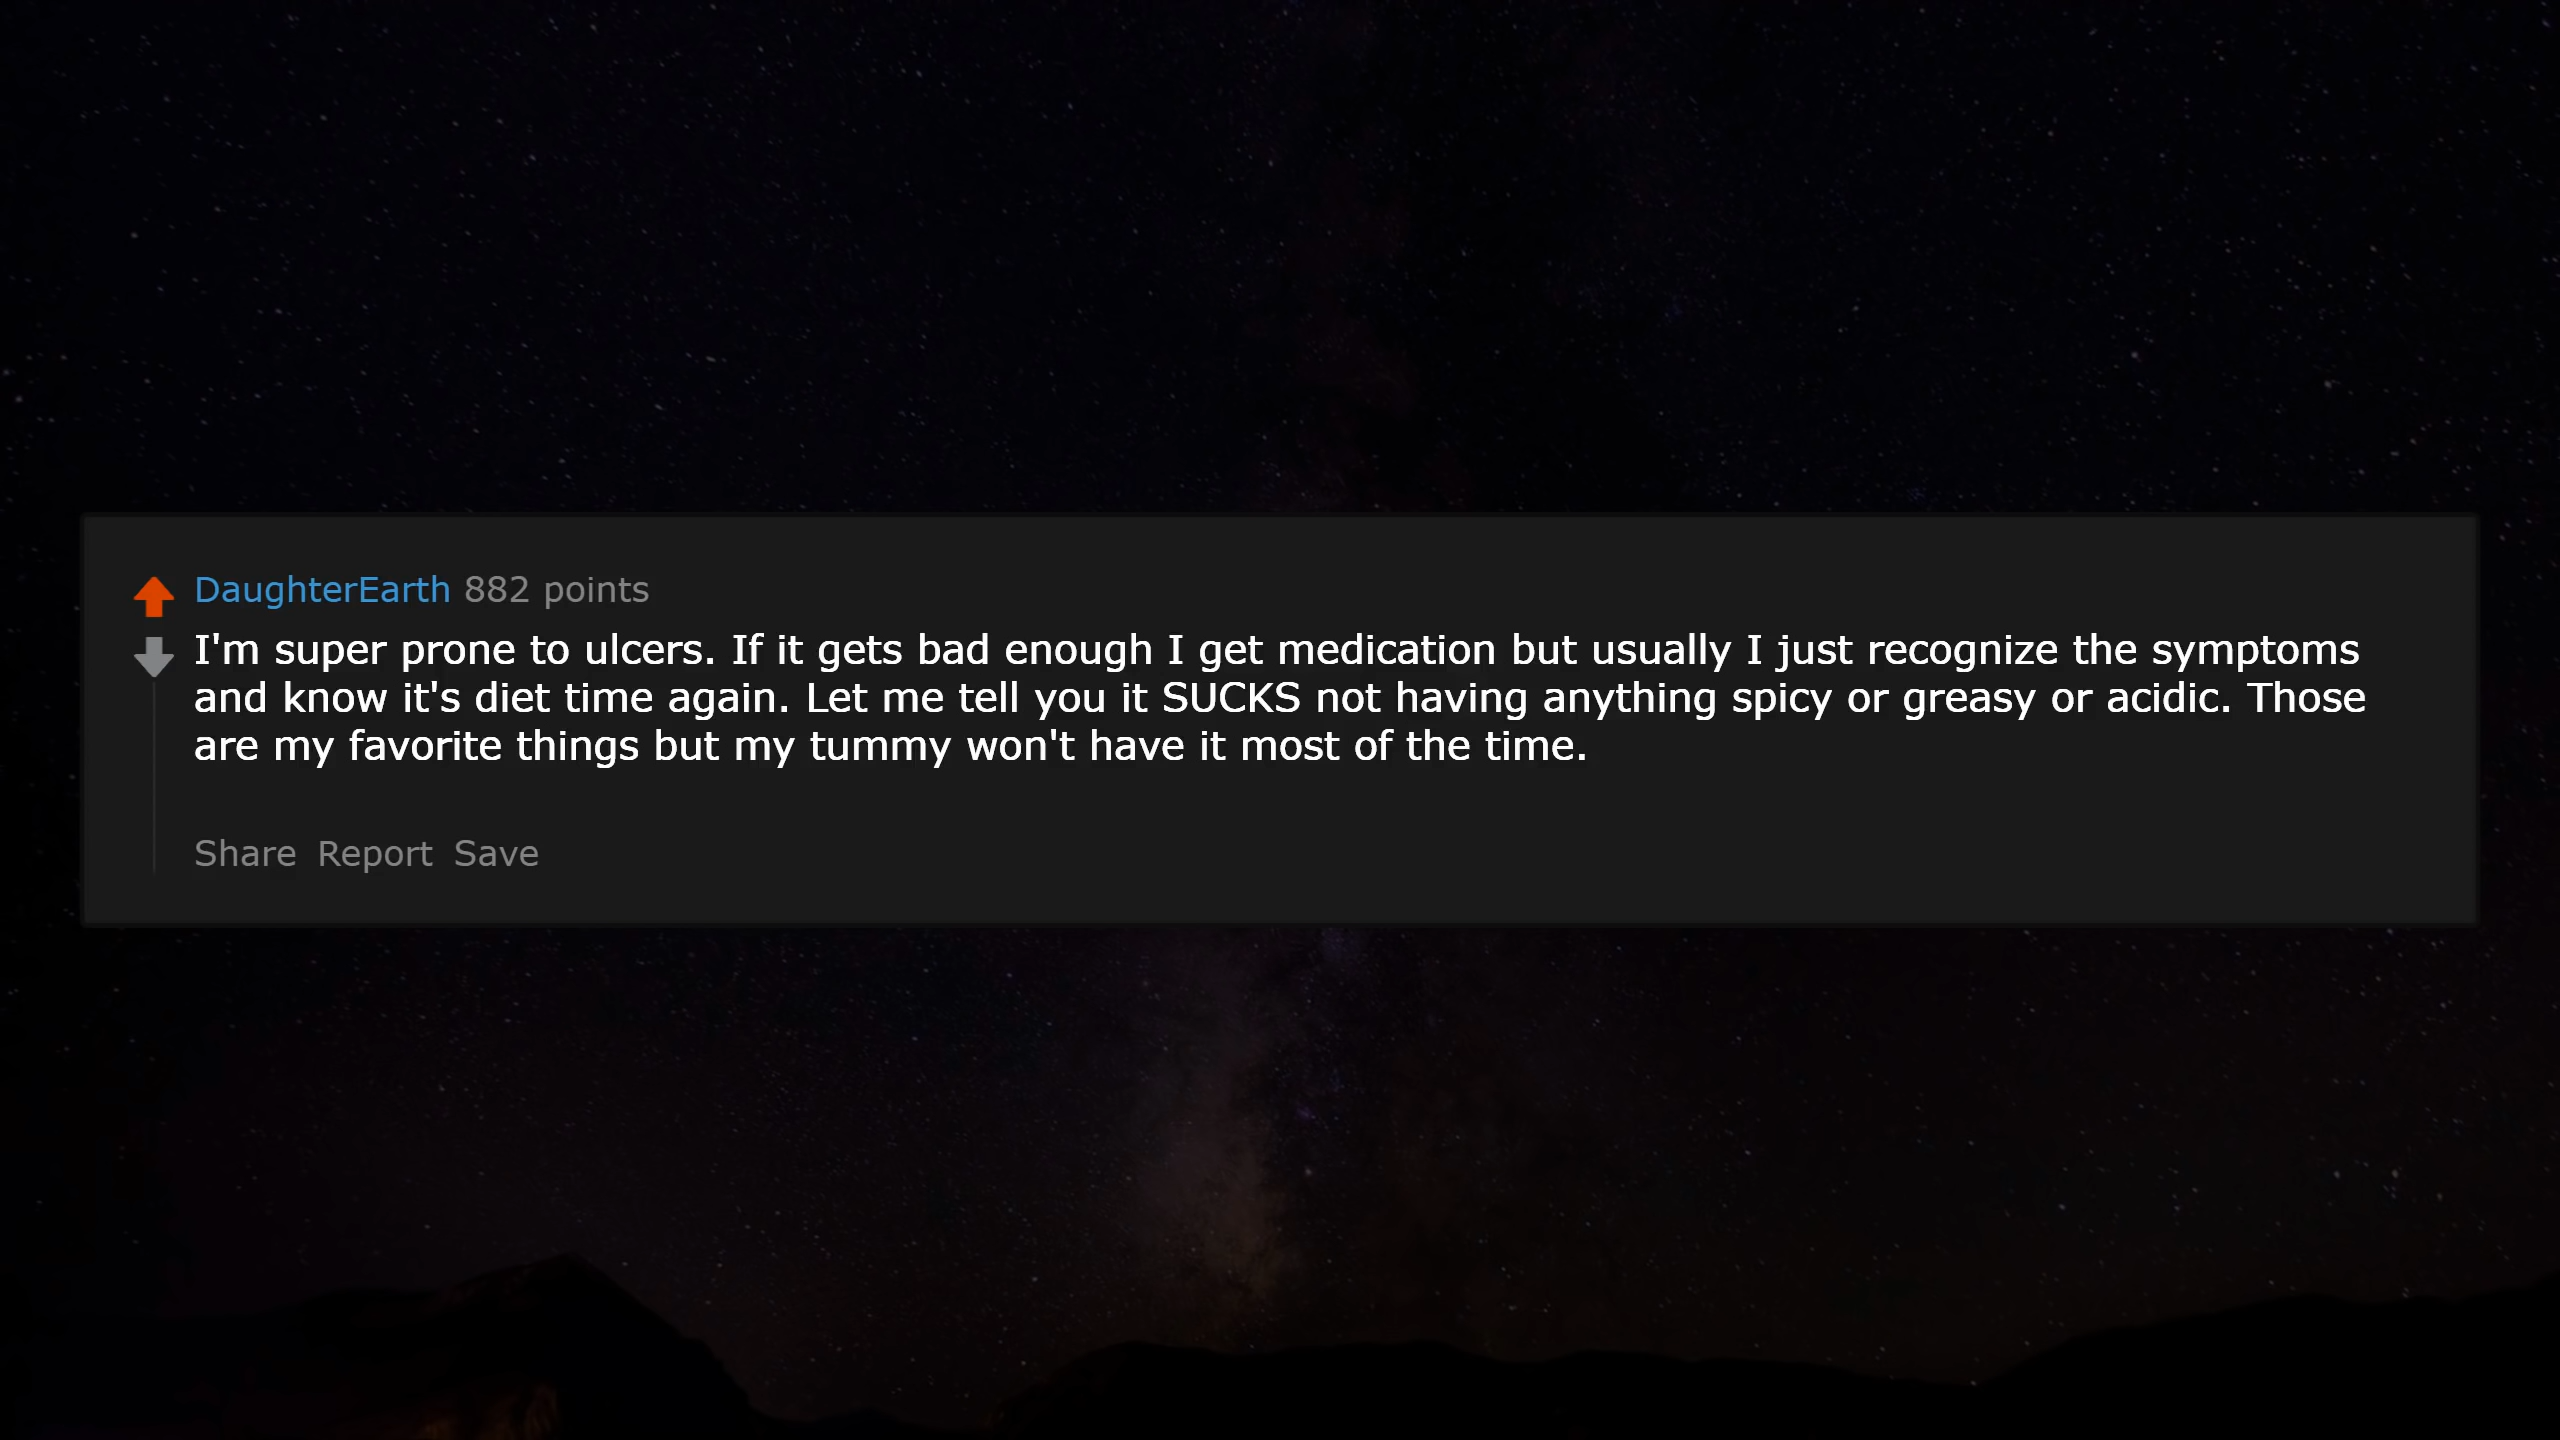 DaughterEarth 882 points
I'm super prone to ulcers. If it gets bad enough I get medication but usually I just recognize the symptoms
and know it's diet time again. Let me tell you it SUCKS not having anything spicy or greasy or acidic. Those
are my favorite things but my tummy won't have it most of the time.
Share Report Save